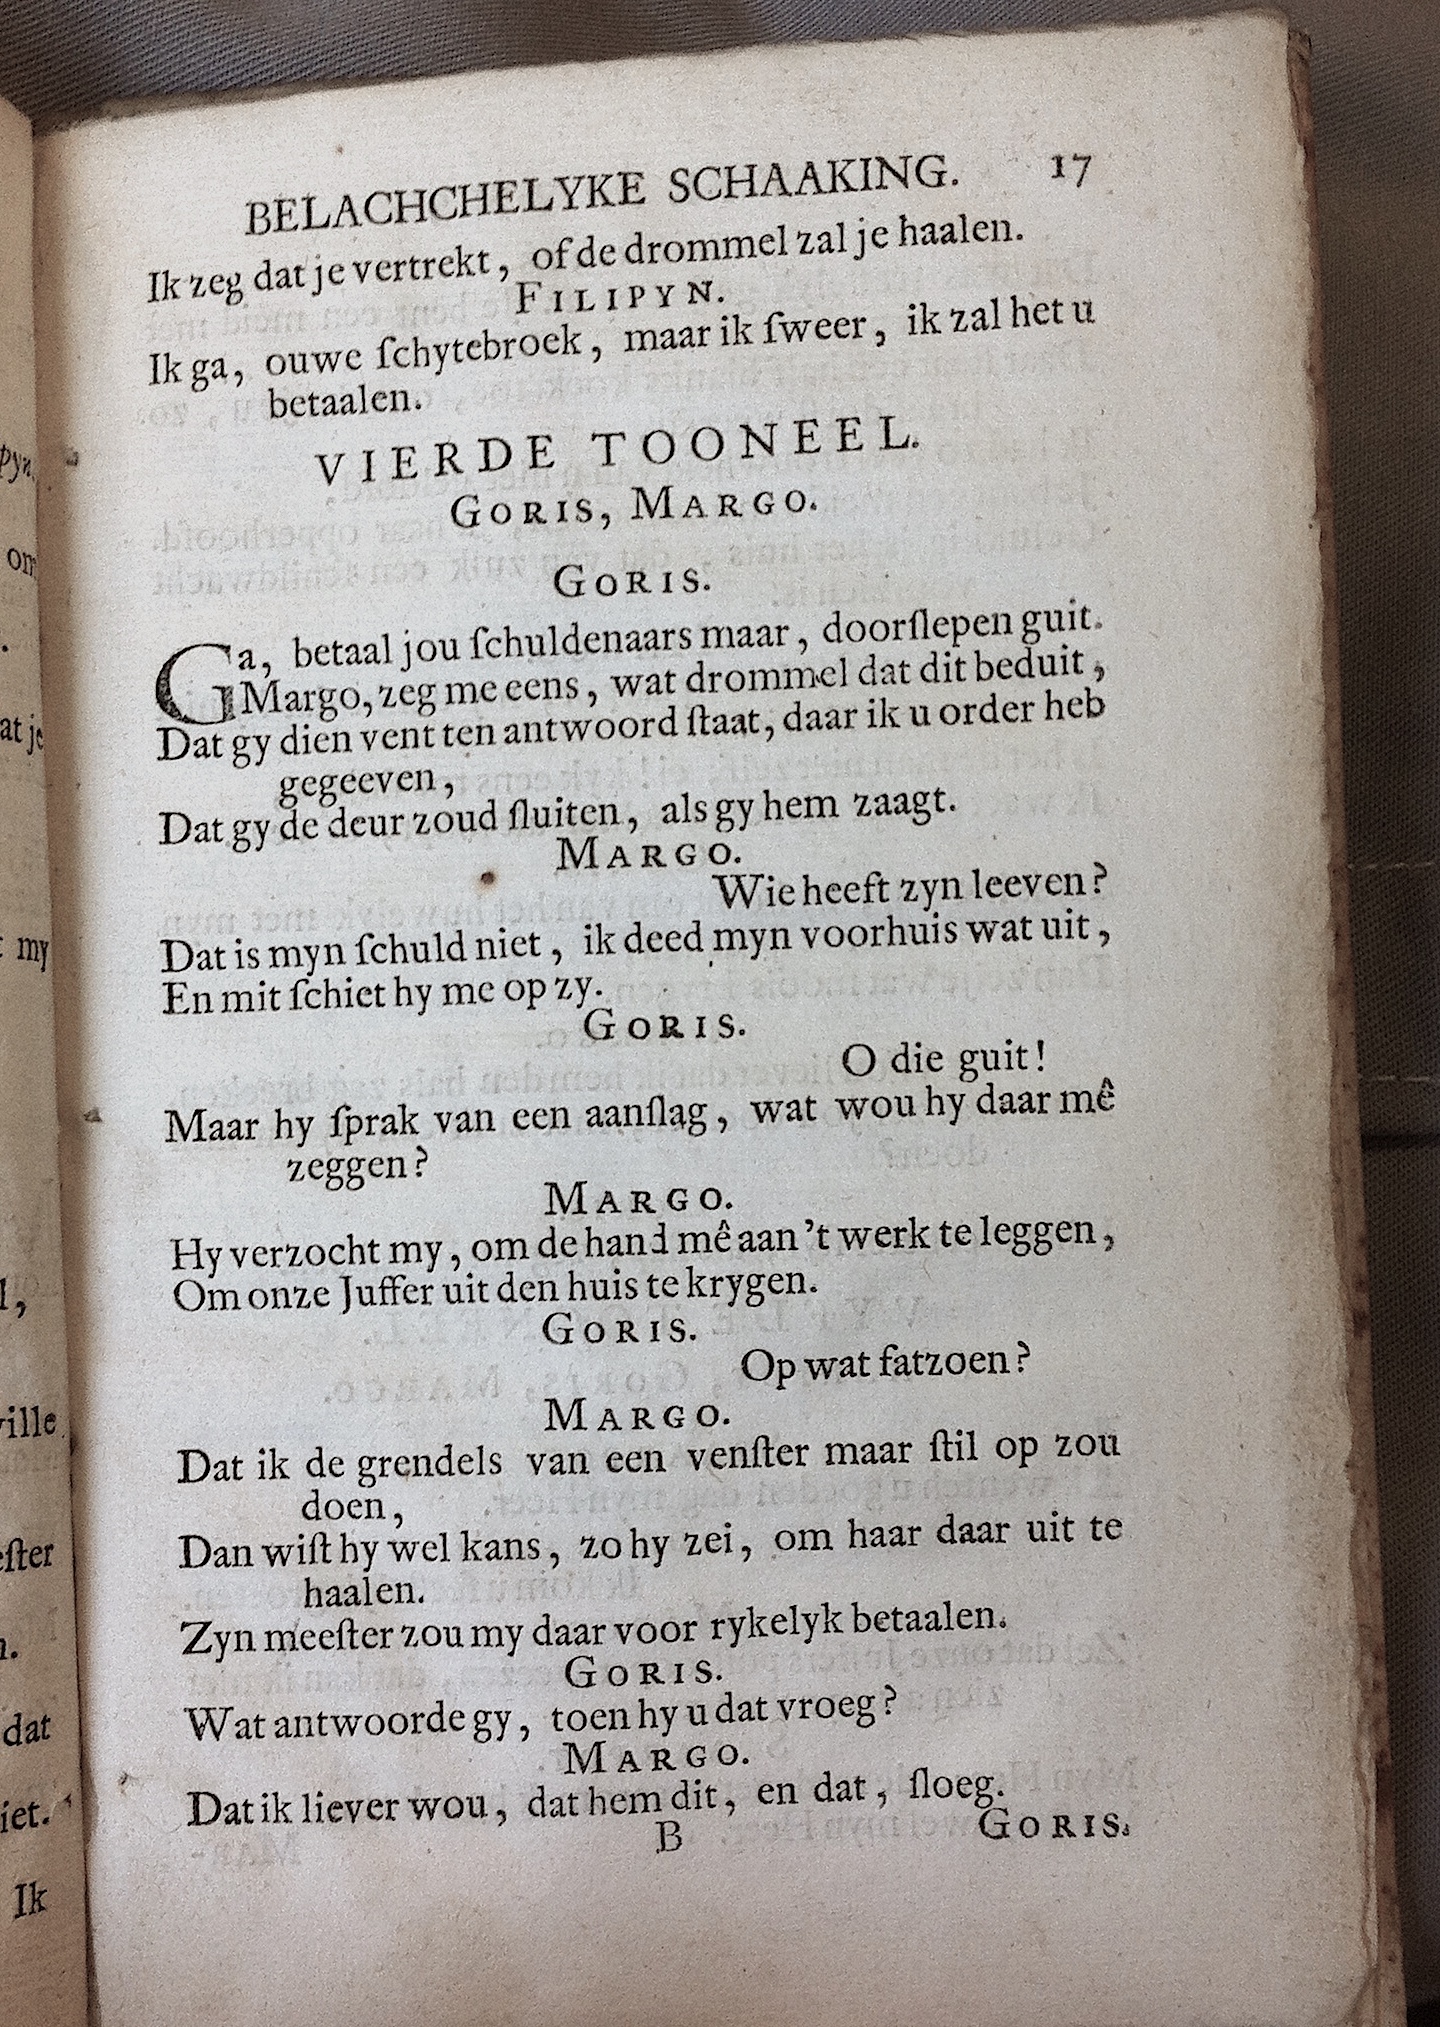 BELACHCHELYKE SCHAAKING. 17
Ik zeg dat je vertrekt, of de drommel zal je haalen.
FILIPYN.
Ik ga, ouwe ſchytebroek, maar ik ſweer, ik zal het u
betaalen.
VIERDE TOONEEL.
GORIS, MARGO.
GORIS.
Ga, betaal jou ſchuldenaars maar, doorſlepen guit.
Margo, zeg me eens, wat drommel dat dit beduit,
Dat gy dien vent ten antwoord ſtaat, daar ik u order heb
gegeeven,
Dat gy de deur zoud ſluiten, als gy hem zaagt.
MARGO.
Wie heeft zyn leeven?
Dat is myn ſchuld niet, ik deed myn voorhuis wat uit,
En mit ſchiet hy me op zy.
GORIS.
O die guit!
Maar hy ſprak van een aanſlag, wat wou hy daar mê
zeggen?
MARGO.
Hy verzocht my, om de hand mê aan 't werk te leggen,
Om onze Juffer uit den huis te krygen.
GORIS.
Op wat fatzoen?
MARGO.
Dat ik de grendels van een venſter maar ſtil op zou
doen,
Dan wiſt hy wel kans, zo hy zei, om haar daar uit te
haalen.
Zyn meeſter zou my daar voor rykelyk betaalen.
GORIS.
Wat antwoorde gy, toen hy u dat vroeg?
MARGO.
Dat ik liever wou, dat hem dit, en dat, ſloeg.
B GORIS.